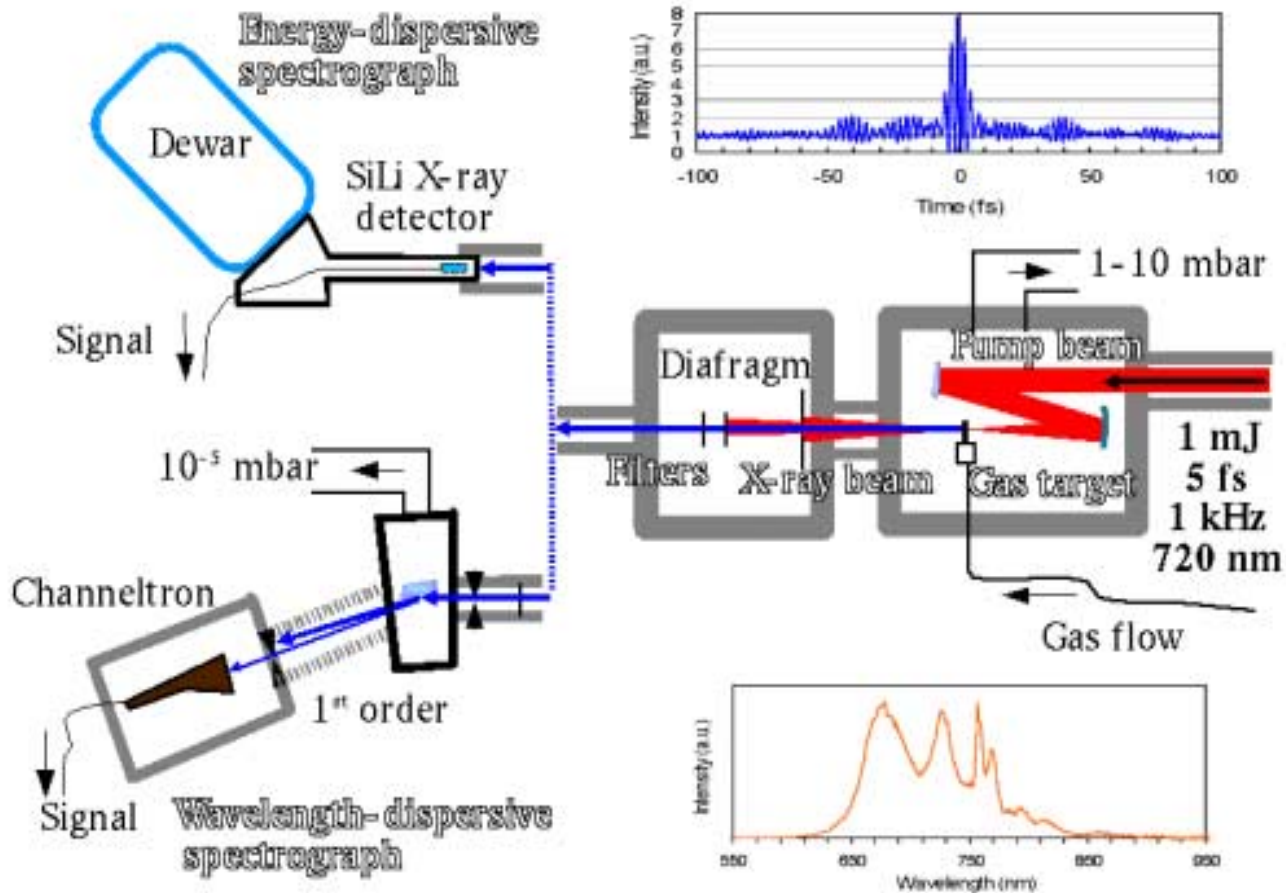 Energy-dispersive
spectrograph
Dewar
SiLi X-ray
detector
Signal
Intensity (a.u.)
8
7
6
5
4
3
2
1
0
-100
-50
0
50
100
Time (fs)
1-10 mbar
Pump beam
Diafragm
Filters
X-ray beam
Gas target
1 mJ
5 fs
1 kHz
720 nm
Gas flow
10⁻⁵ mbar
Channeltron
1st order
Signal
Wavelength-dispersive
spectrograph
Intensity (a.u.)
550
650
750
850
950
Wavelength (nm)